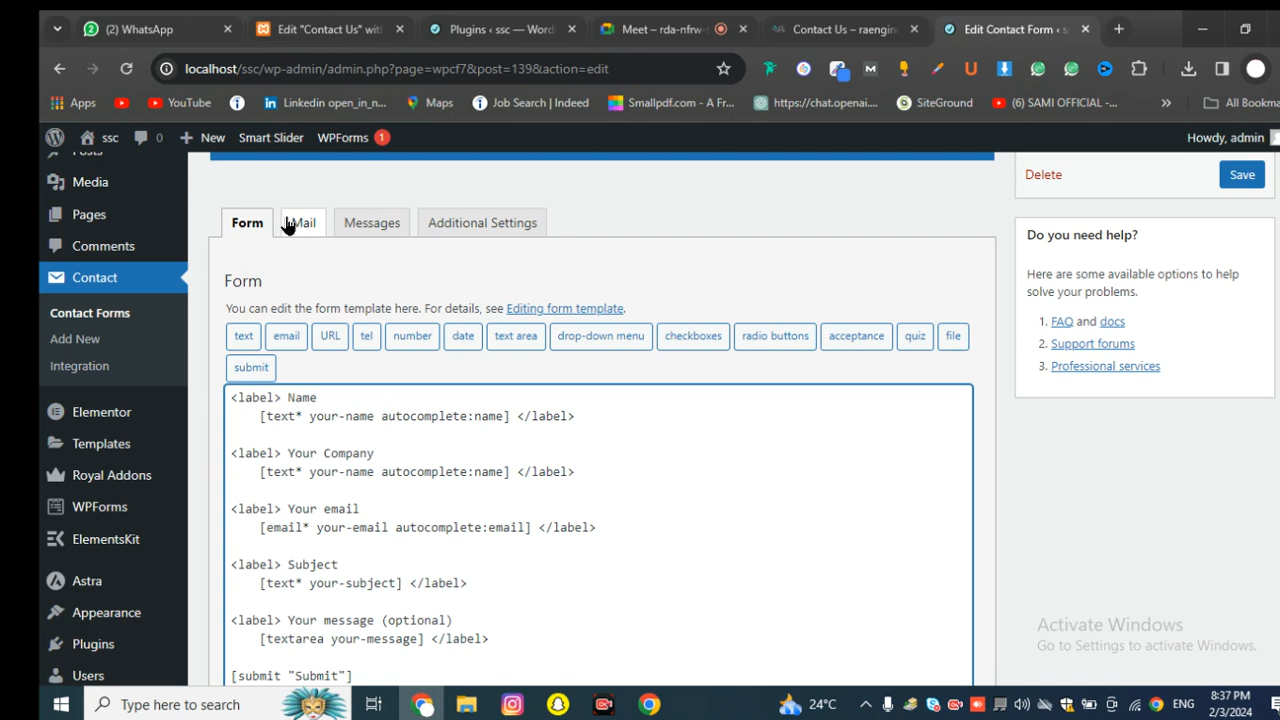 (2) WhatsApp
Edit "Contact Us" wit
Plugins ‹ ssc — Word
Meet – rda-nfrw-
Contact Us – raengin
Edit Contact Form ‹ s
localhost/ssc/wp-admin/admin.php?page=wpcf7&post=139&action=edit
Apps
YouTube
Linkedin open_in_n...
Maps
Job Search | Indeed
Smallpdf.com - A Fr...
https://chat.openai....
SiteGround
(6) SAMI OFFICIAL -...
»
All Bookma
ssc
0
New
Smart Slider
WPForms 1
Howdy, admin
Posts
Media
Pages
Comments
Contact
Contact Forms
Add New
Integration
Elementor
Templates
Royal Addons
WPForms
ElementsKit
Astra
Appearance
Plugins
Users
Form
Mail
Messages
Additional Settings
Form
You can edit the form template here. For details, see Editing form template.
text
email
URL
tel
number
date
text area
drop-down menu
checkboxes
radio buttons
acceptance
quiz
file
submit
<label> Name
[text* your-name autocomplete:name] </label>
<label> Your Company
[text* your-name autocomplete:name] </label>
<label> Your email
[email* your-email autocomplete:email] </label>
<label> Subject
[text* your-subject] </label>
<label> Your message (optional)
[textarea your-message] </label>
[submit "Submit"]
Delete
Save
Do you need help?
Here are some available options to help
solve your problems.
1. FAQ and docs
2. Support forums
3. Professional services
Activate Windows
Go to Settings to activate Windows.
Type here to search
24°C
ENG
8:37 PM
2/3/2024